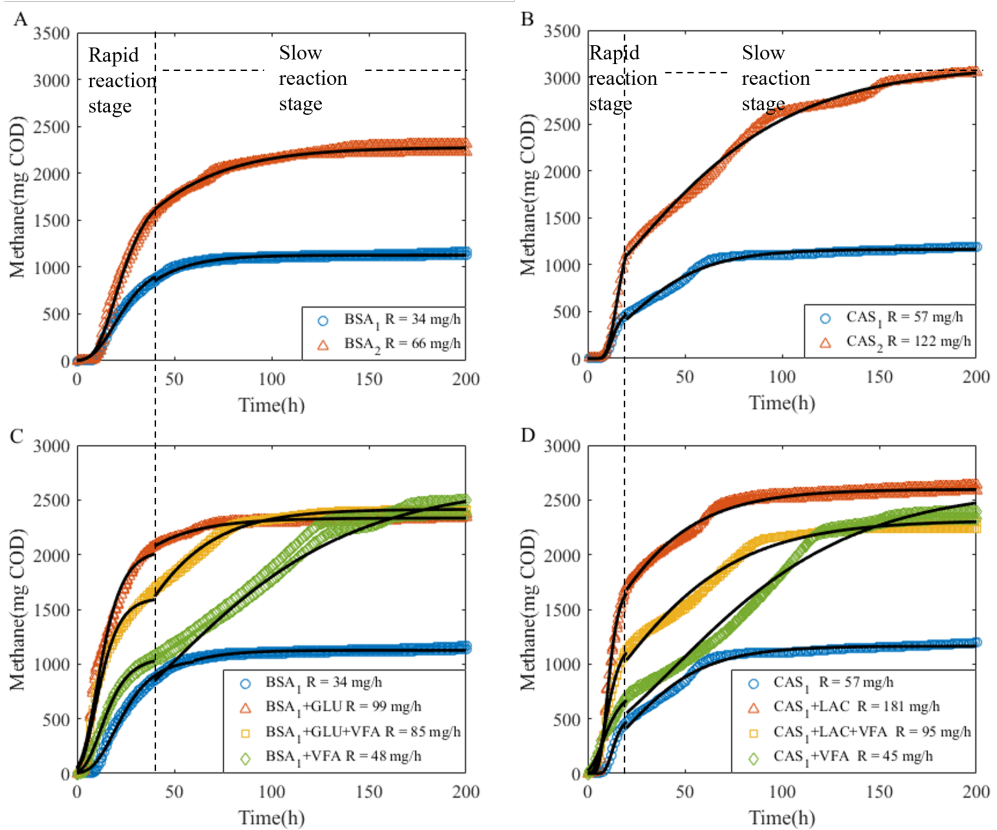 A
3500
3000
2500
2000
1500
1000
500
0
Methane(mg COD)
Rapid
reaction
stage
Slow
reaction
stage
BSA1 R = 34 mg/h
BSA2 R = 66 mg/h
0 50 100 150 200
Time(h)
B
3500
3000
2500
2000
1500
1000
500
0
Methane(mg COD)
Rapid
reaction
stage
Slow
reaction
stage
CAS1 R = 57 mg/h
CAS2 R = 122 mg/h
0 50 100 150 200
Time(h)
C
3000
2500
2000
1500
1000
500
0
Methane(mg COD)
BSA1 R = 34 mg/h
BSA1+GLU R = 99 mg/h
BSA1+GLU+VFA R = 85 mg/h
BSA1+VFA R = 48 mg/h
0 50 100 150 200
Time(h)
D
3000
2500
2000
1500
1000
500
0
Methane(mg COD)
CAS1 R = 57 mg/h
CAS1+LAC R = 181 mg/h
CAS1+LAC+VFA R = 95 mg/h
CAS1+VFA R = 45 mg/h
0 50 100 150 200
Time(h)